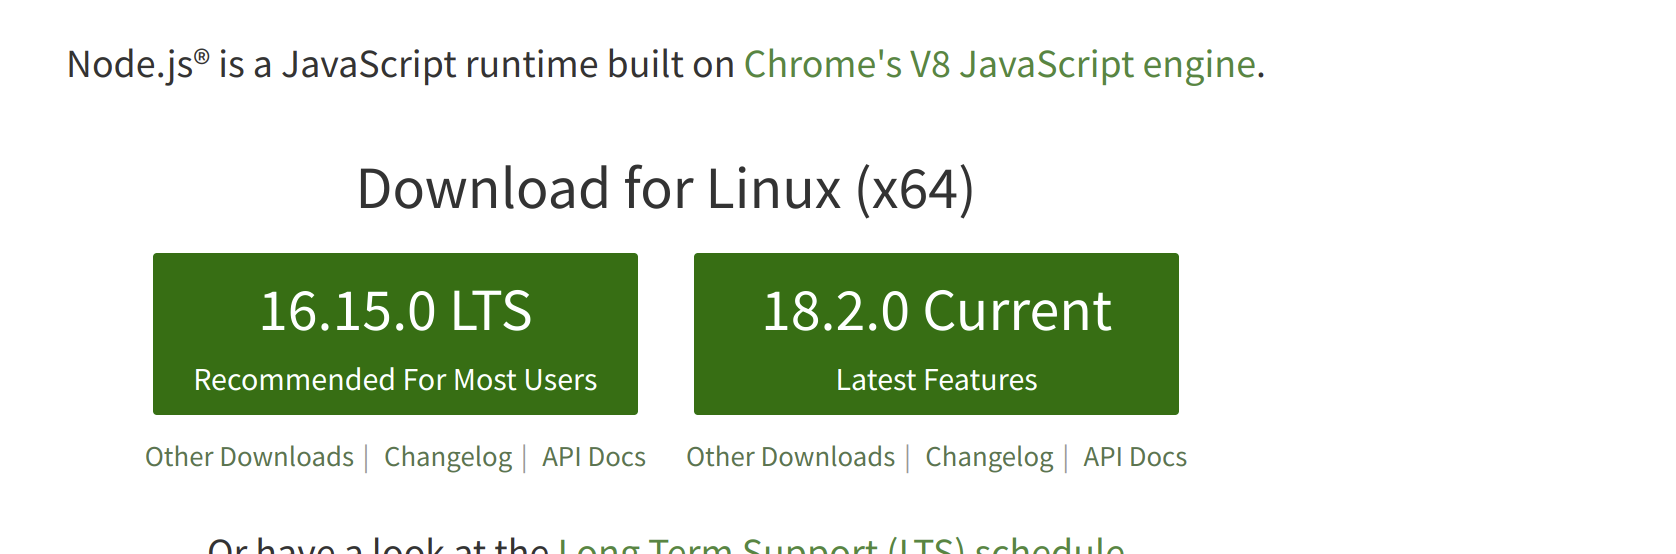 Node.js® is a JavaScript runtime built on Chrome's V8 JavaScript engine.
Download for Linux (x64)
16.15.0 LTS
Recommended For Most Users
18.2.0 Current
Latest Features
Other Downloads | Changelog | API Docs
Other Downloads | Changelog | API Docs
Or have a look at the Long Term Support (LTS) schedule